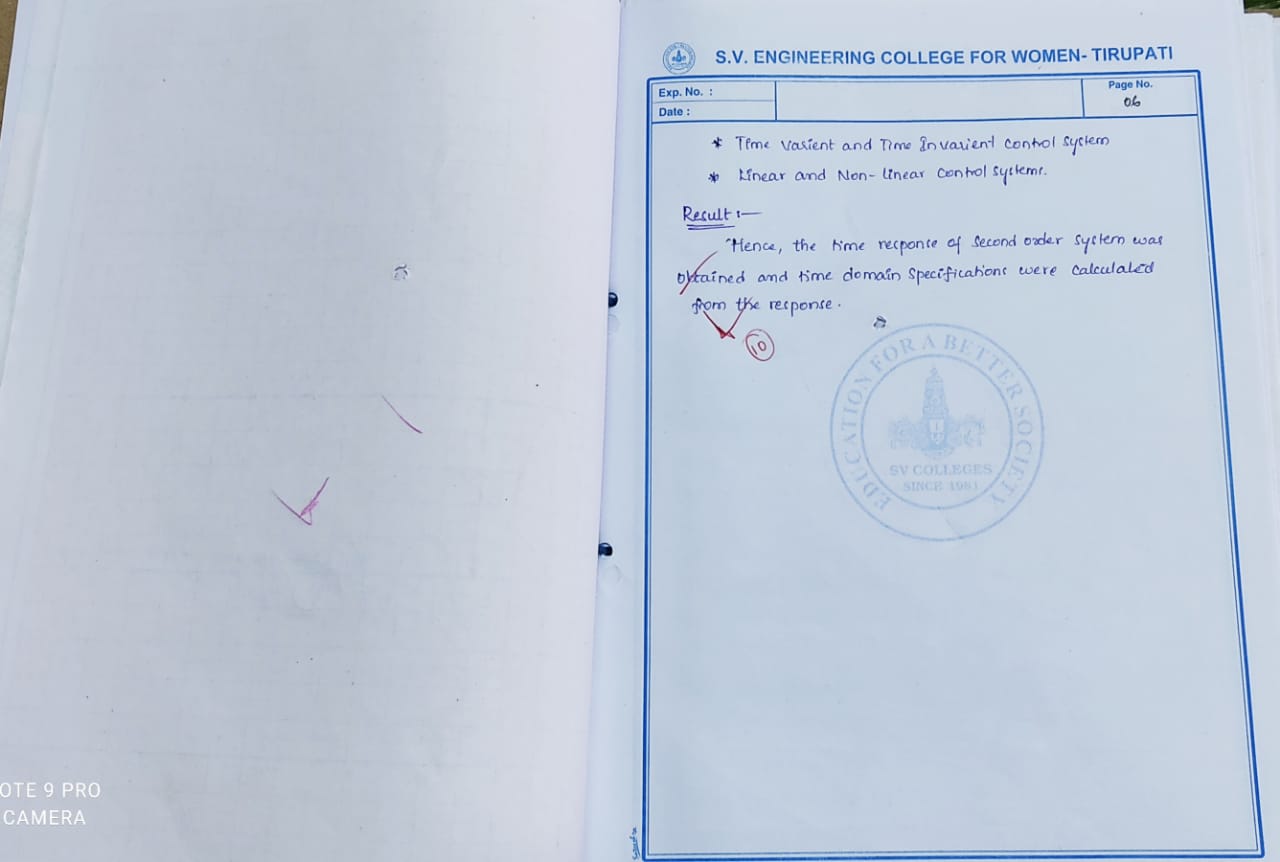 S.V. ENGINEERING COLLEGE FOR WOMEN- TIRUPATI
Exp. No. :
Date :
Page No.
06
* Time varient and Time Invarient control system
* Linear and Non-linear control systems.
Result :-
Hence, the time response of second order system was
obtained and time domain specifications were calculated
from the response.
10
EDUCATION FOR A BETTER SOCIETY
SV COLLEGES
SINCE 1981
OTE 9 PRO
CAMERA